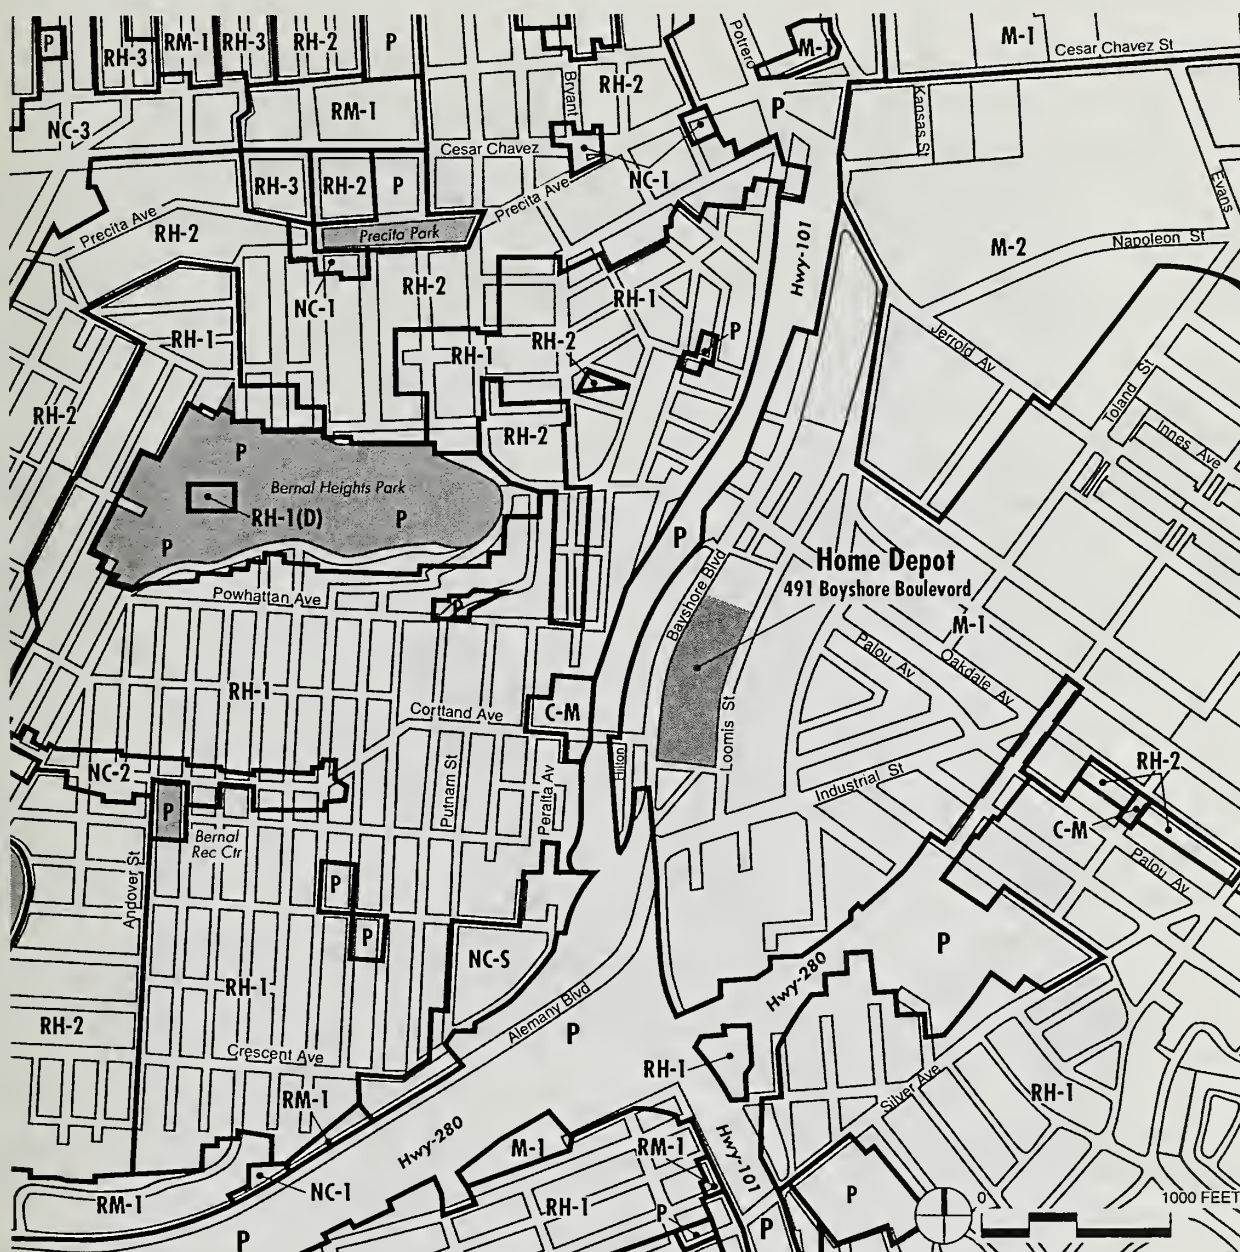 P
RH-3
RM-1
RH-3
RH-2
P
Potrero
M-1
M-1
Cesar Chavez St
Bryant
RH-2
RM-1
P
Kansas St
NC-3
Cesar Chavez
NC-1
RH-3
RH-2
P
Precita Ave
Evans
Precita Ave
RH-2
Precita Park
M-2
Napoleon St
Hwy-101
NC-1
RH-2
RH-1
Jerrold Av
RH-1
RH-1
RH-2
P
Toland St
RH-2
RH-2
Innes Ave
P
Bernal Heights Park
RH-1(D)
P
P
P
Home Depot
491 Boyshore Boulevord
Bayshore Blvd
Powhattan Ave
P
M-1
Palou Av
Oakdale Av
RH-1
Cortland Ave
C-M
Loomis St
Hilton
NC-2
Putnam St
Peralta Av
Industrial St
RH-2
C-M
P
Bernal
Rec Ctr
Palou Av
Andover St
P
P
NC-S
P
Hwy-280
RH-1
Alemany Blvd
RH-2
P
Crescent Ave
RH-1
RH-1
Silver Ave
RM-1
Hwy-280
M-1
RM-1
Hwy-101
RM-1
NC-1
RH-1
P
P
P
P
0
1000 FEET